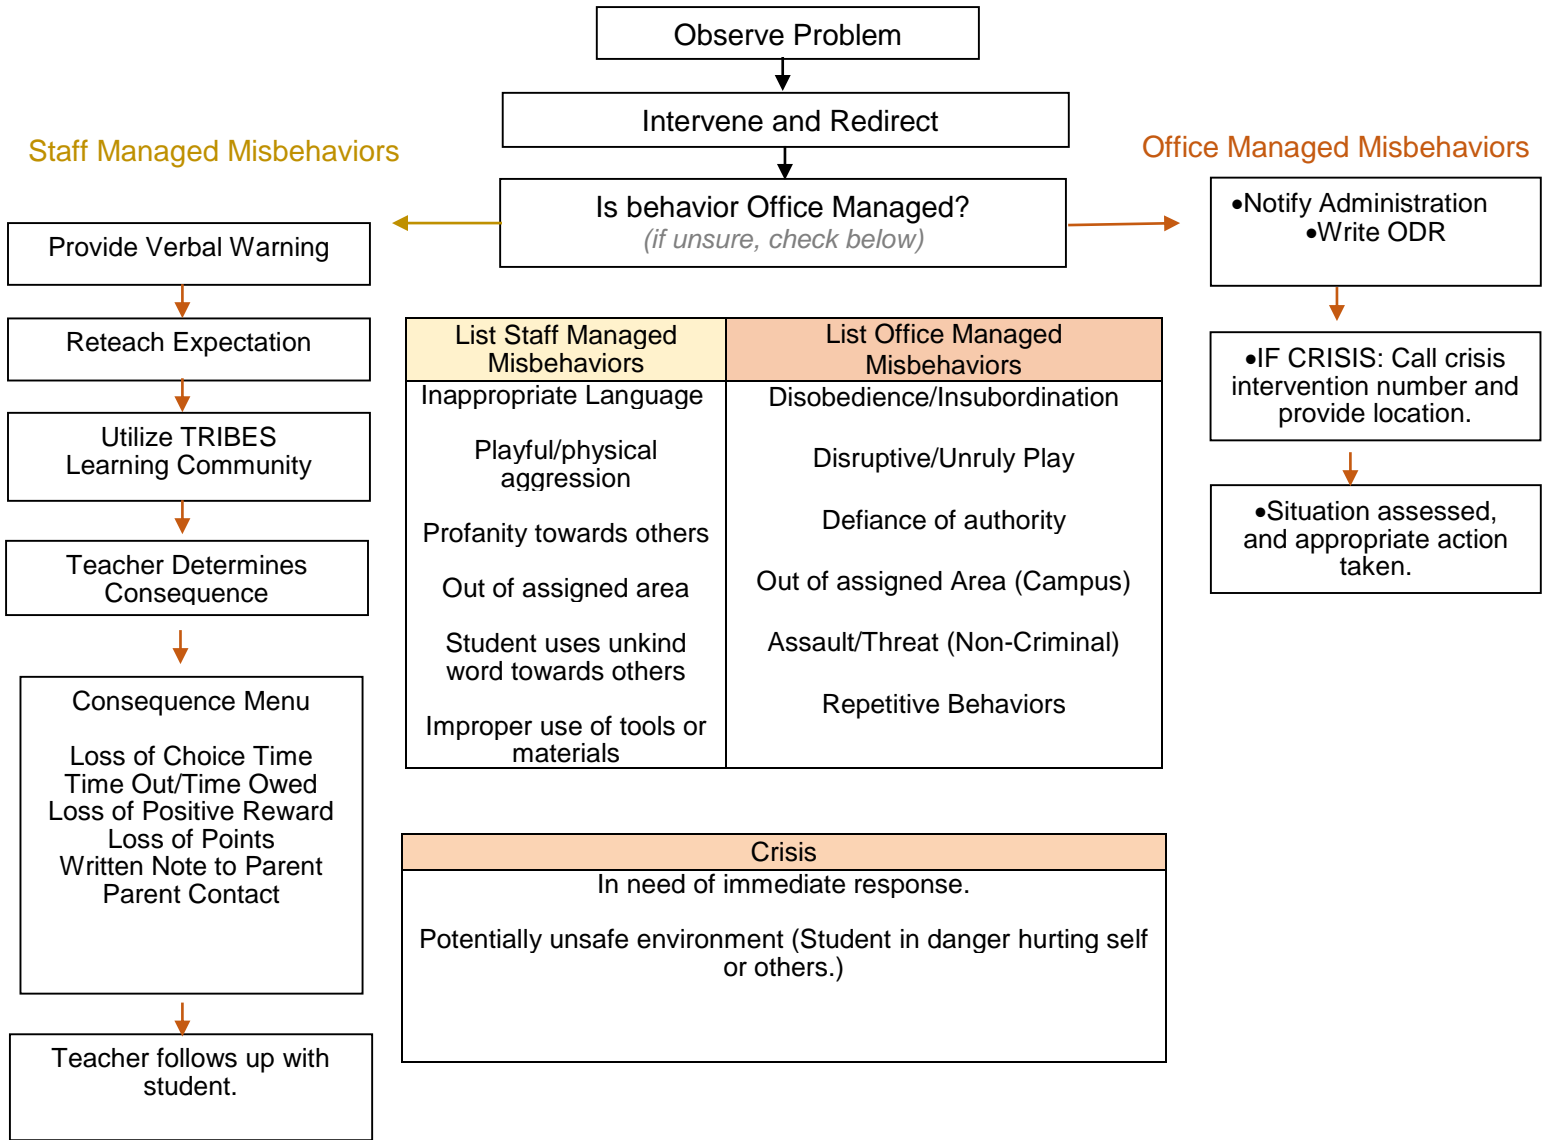 Observe Problem
Intervene and Redirect
Staff Managed Misbehaviors
Office Managed Misbehaviors
Is behavior Office Managed?
(if unsure, check below)
Provide Verbal Warning
Reteach Expectation
Utilize TRIBES
Learning Community
Teacher Determines
Consequence
Consequence Menu
Loss of Choice Time
Time Out/Time Owed
Loss of Positive Reward
Loss of Points
Written Note to Parent
Parent Contact
Teacher follows up with
student.
List Staff Managed
Misbehaviors
Inappropriate Language
Playful/physical
aggression
Profanity towards others
Out of assigned area
Student uses unkind
word towards others
Improper use of tools or
materials
List Office Managed
Misbehaviors
Disobedience/Insubordination
Disruptive/Unruly Play
Defiance of authority
Out of assigned Area (Campus)
Assault/Threat (Non-Criminal)
Repetitive Behaviors
Crisis
In need of immediate response.
Potentially unsafe environment (Student in danger hurting self
or others.)
•Notify Administration
•Write ODR
•IF CRISIS: Call crisis
intervention number and
provide location.
•Situation assessed,
and appropriate action
taken.